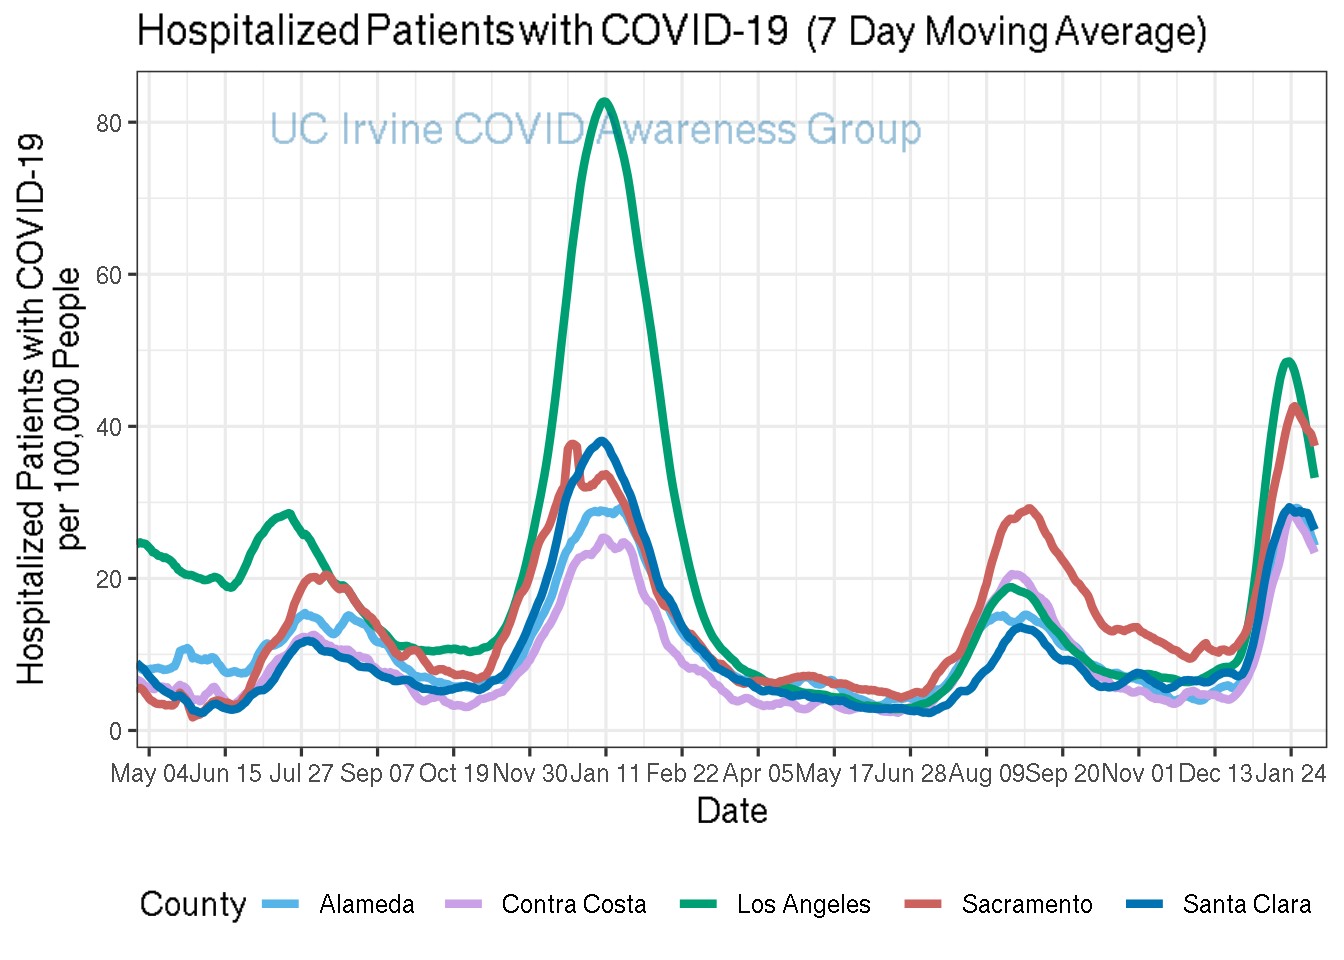 Hospitalized Patients with COVID-19 (7 Day Moving Average)
UC Irvine COVID Awareness Group
Hospitalized Patients with COVID-19
per 100,000 People
80
60
40
20
0
May 04 Jun 15 Jul 27 Sep 07 Oct 19 Nov 30 Jan 11 Feb 22 Apr 05 May 17 Jun 28 Aug 09 Sep 20 Nov 01 Dec 13 Jan 24
Date
County Alameda Contra Costa Los Angeles Sacramento Santa Clara